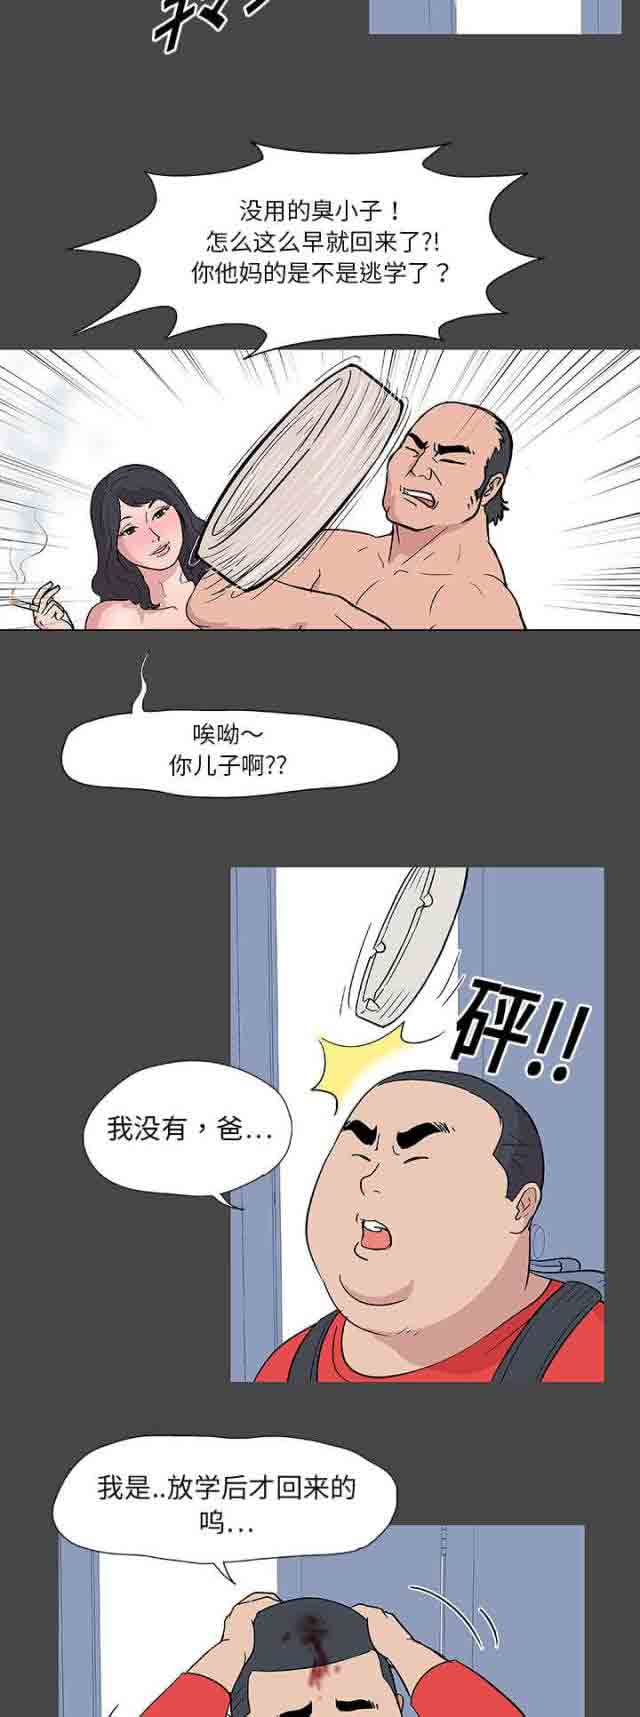 没用的臭小子！
怎么这么早就回来了?!
你他妈的是不是逃学了？
唉呦～
你儿子啊??
砰!!
我没有，爸...
我是..放学后才回来的
呜...